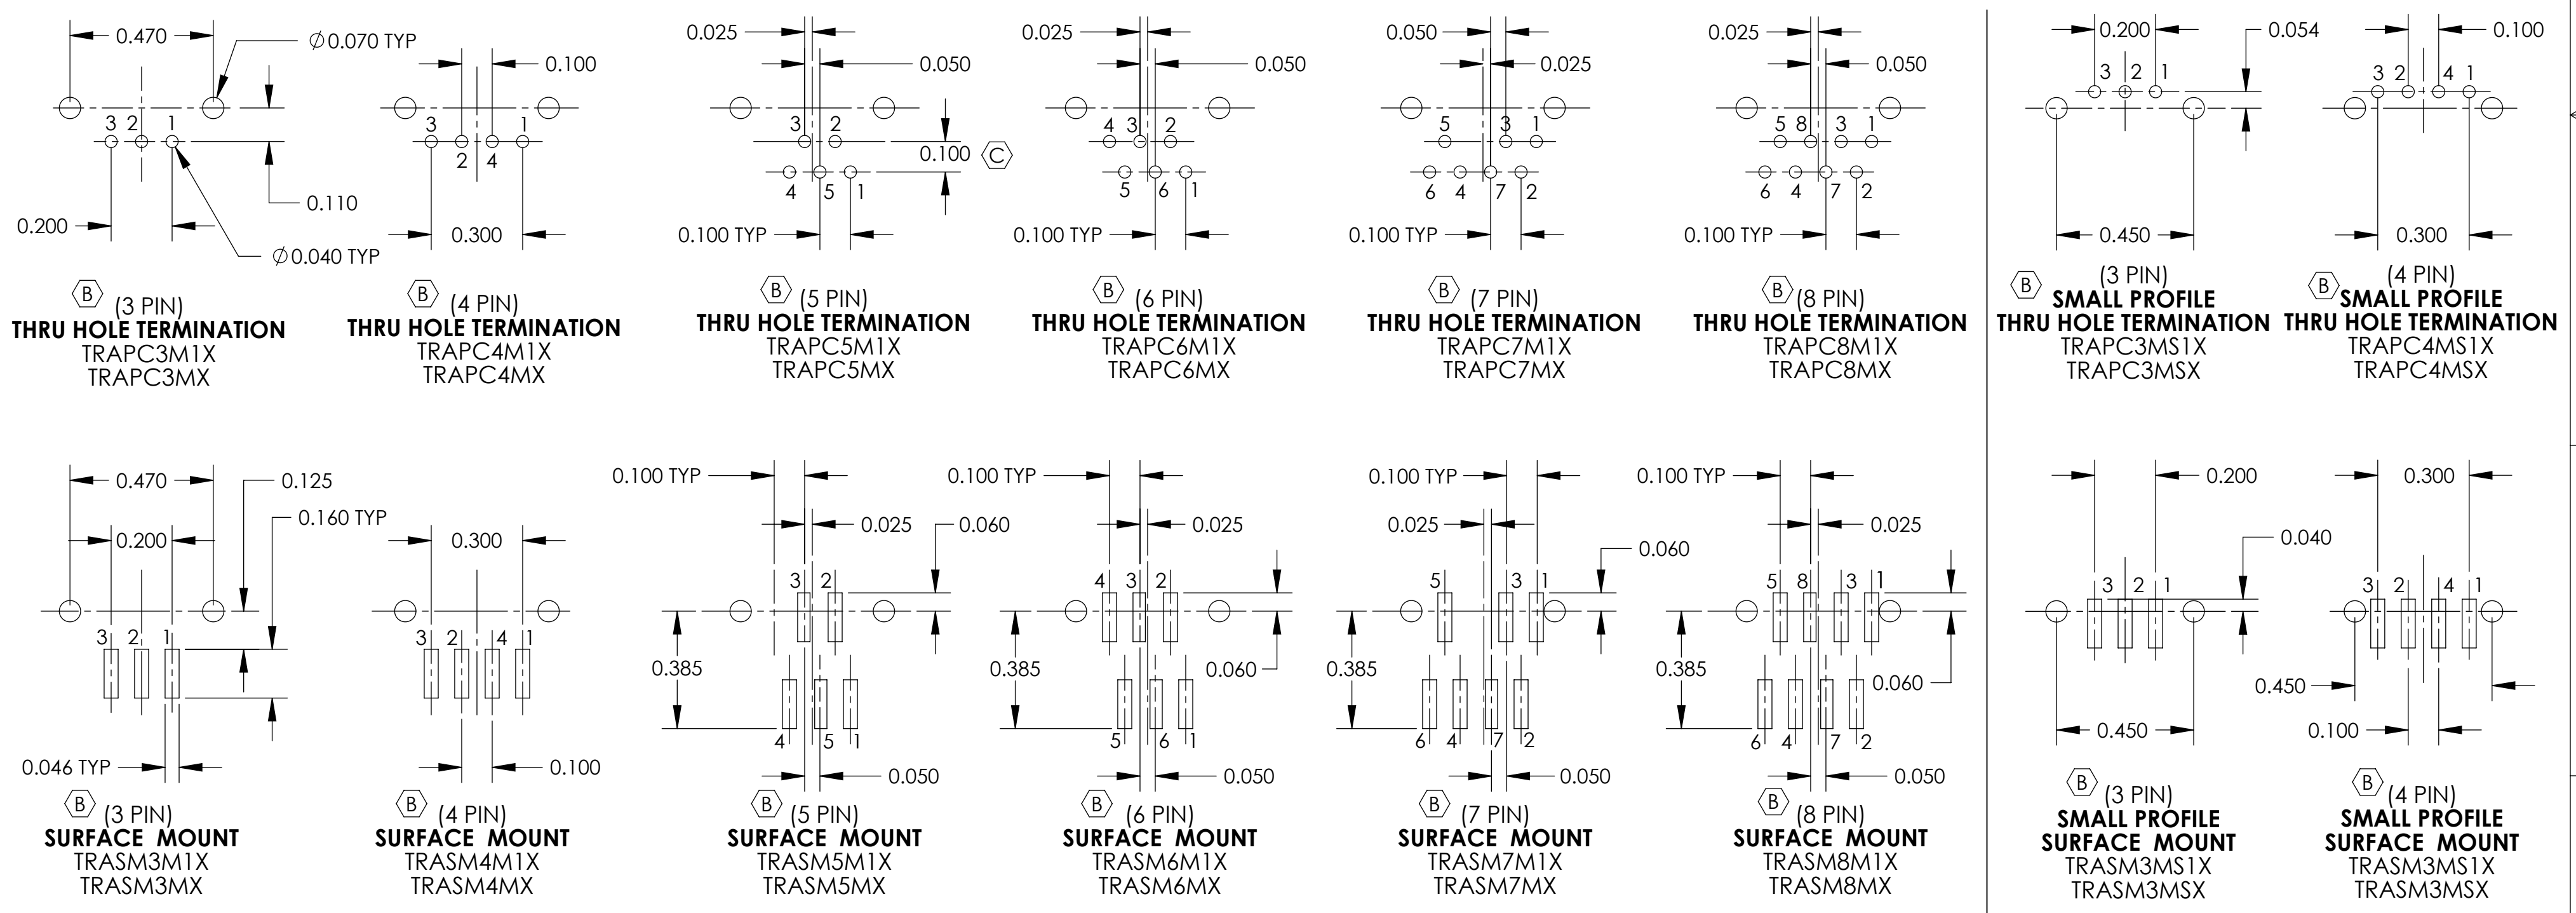 0.470
Ø0.070 TYP
0.100
3 2 1
3 1
2 4
0.110
0.200
Ø0.040 TYP
0.300
B (3 PIN)
THRU HOLE TERMINATION
TRAPC3M1X
TRAPC3MX
B (4 PIN)
THRU HOLE TERMINATION
TRAPC4M1X
TRAPC4MX
0.025
0.050
3 2
0.100 C
4 5 1
0.100 TYP
B (5 PIN)
THRU HOLE TERMINATION
TRAPC5M1X
TRAPC5MX
0.025
0.050
4 3 2
5 6 1
0.100 TYP
B (6 PIN)
THRU HOLE TERMINATION
TRAPC6M1X
TRAPC6MX
0.050
0.025
5 3 1
6 4 7 2
0.100 TYP
B (7 PIN)
THRU HOLE TERMINATION
TRAPC7M1X
TRAPC7MX
0.025
0.050
5 8 3 1
6 4 7 2
0.100 TYP
B (8 PIN)
THRU HOLE TERMINATION
TRAPC8M1X
TRAPC8MX
0.200
0.054
3 2 1
0.450
B (3 PIN)
SMALL PROFILE
THRU HOLE TERMINATION
TRAPC3MS1X
TRAPC3MSX
0.100
3 2 4 1
0.300
B (4 PIN)
SMALL PROFILE
THRU HOLE TERMINATION
TRAPC4MS1X
TRAPC4MSX
0.470
0.125
0.160 TYP
0.200
3 2 1
0.046 TYP
B (3 PIN)
SURFACE MOUNT
TRASM3M1X
TRASM3MX
0.300
3 2 4 1
0.100
B (4 PIN)
SURFACE MOUNT
TRASM4M1X
TRASM4MX
0.100 TYP
0.025
0.060
3 2
0.385
4 5 1
0.050
B (5 PIN)
SURFACE MOUNT
TRASM5M1X
TRASM5MX
0.100 TYP
0.025
4 3 2
0.385
0.060
5 6 1
0.050
B (6 PIN)
SURFACE MOUNT
TRASM6M1X
TRASM6MX
0.100 TYP
0.025
0.060
5 3 1
0.385
6 4 7 2
0.050
B (7 PIN)
SURFACE MOUNT
TRASM7M1X
TRASM7MX
0.100 TYP
0.025
5 8 3 1
0.385
0.060
6 4 7 2
0.050
B (8 PIN)
SURFACE MOUNT
TRASM8M1X
TRASM8MX
0.200
0.040
3 2 1
0.450
B (3 PIN)
SMALL PROFILE
SURFACE MOUNT
TRASM3MS1X
TRASM3MSX
0.300
3 2 4 1
0.450
0.100
B (4 PIN)
SMALL PROFILE
SURFACE MOUNT
TRASM3MS1X
TRASM3MSX